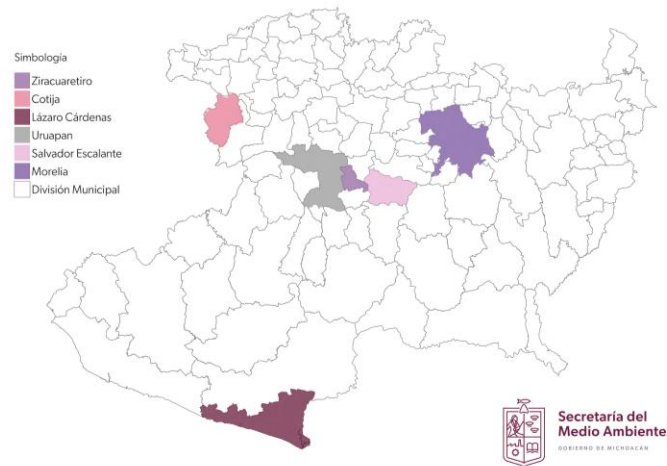 Simbología
Ziracuaretiro
Cotija
Lázaro Cárdenas
Uruapan
Salvador Escalante
Morelia
División Municipal
Secretaría del
Medio Ambiente
GOBIERNO DE MICHOACÁN